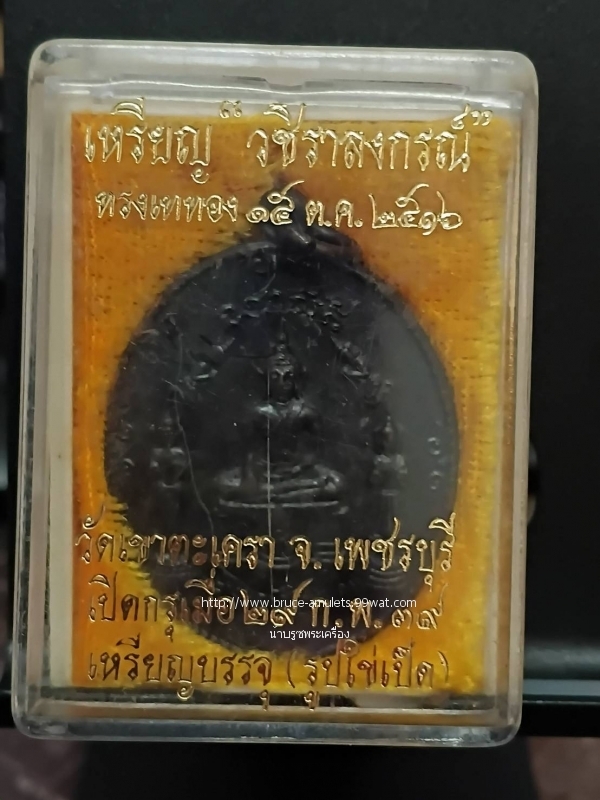 เหรียญ "วชิราลงกรณ์"
ทรงเททอง ๑๕ ต.ค. ๒๕๑๖
วัดเขาตะเครา จ. เพชรบุรี
เปิดกรุเมื่อ ๒๙ ก.พ. ๓๙
http://www.bruce-amulets.99wat.com
นาบรูซพระเครื่อง
เหรียญบรรจุ (รูปไข่เป็ด)